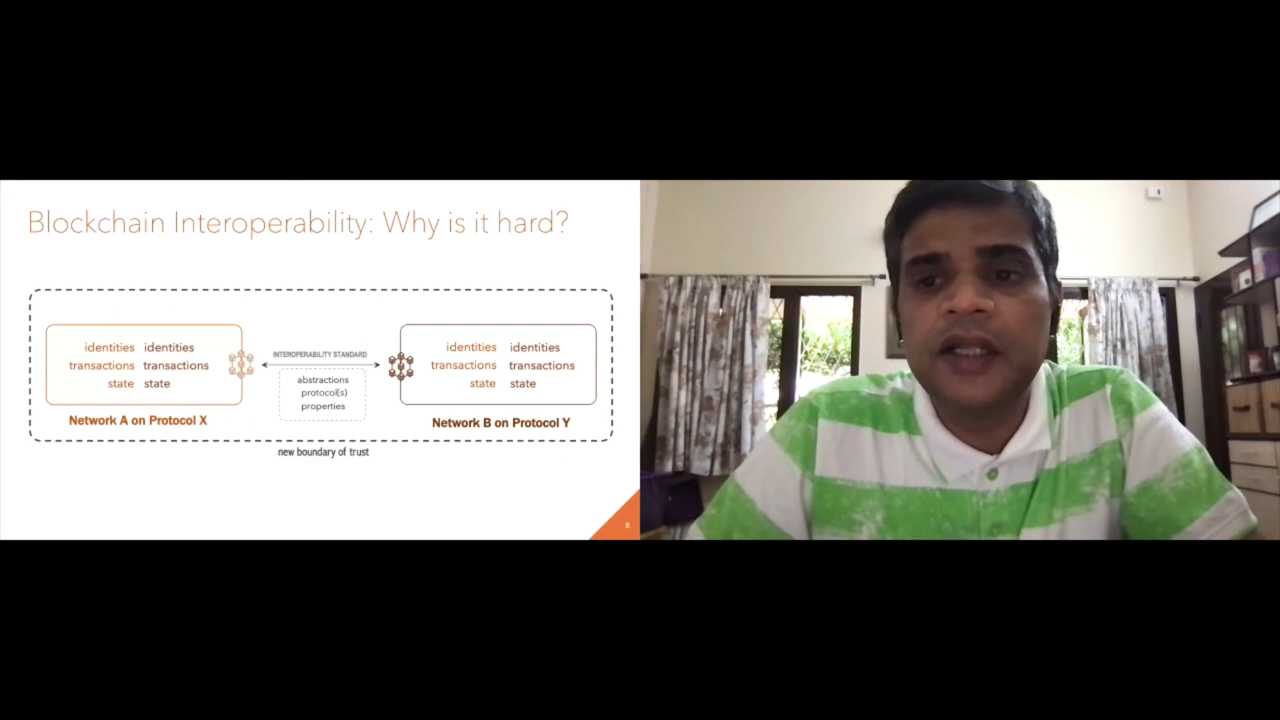 Blockchain Interoperability: Why is it hard?
identities identities
transactions transactions
state state
Network A on Protocol X
INTEROPERABILITY STANDARD
abstractions
protocol(s)
properties
identities identities
transactions transactions
state state
Network B on Protocol Y
new boundary of trust
8